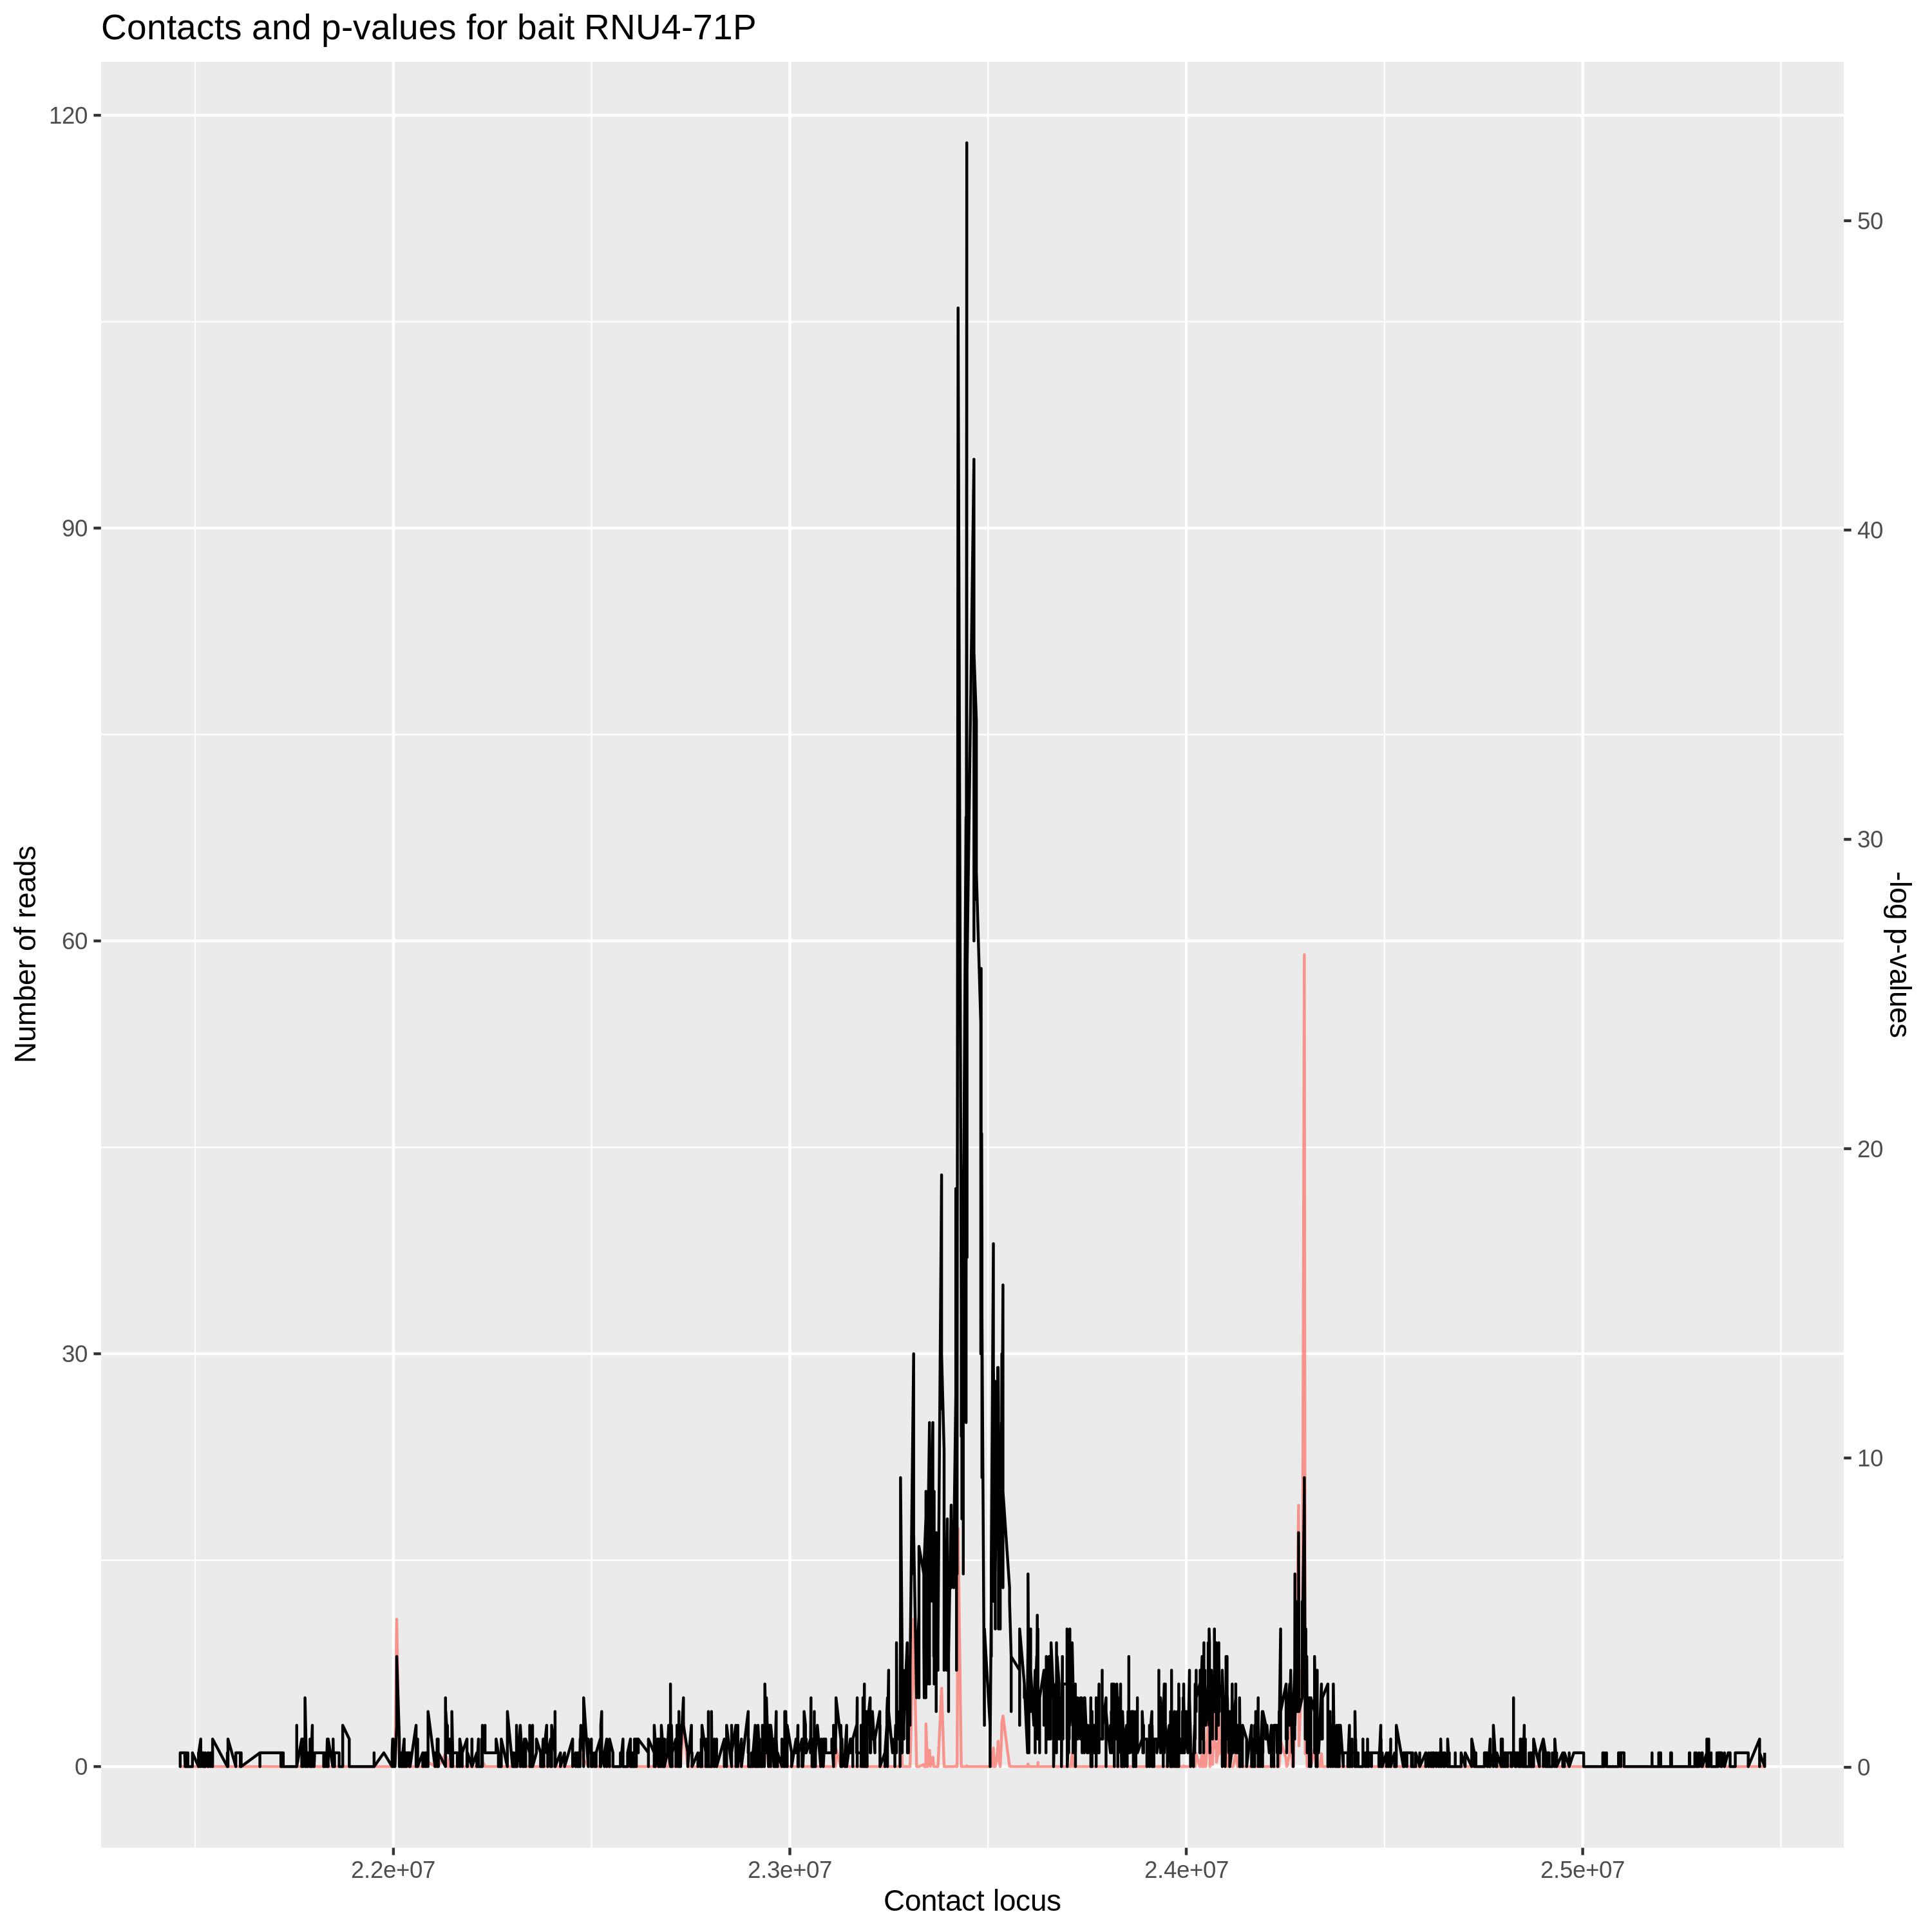 Contacts and p-values for bait RNU4-71P
120
90
60
30
0
Number of reads
50
40
30
20
10
0
-log p-values
2.2e+07 2.3e+07 2.4e+07 2.5e+07
Contact locus